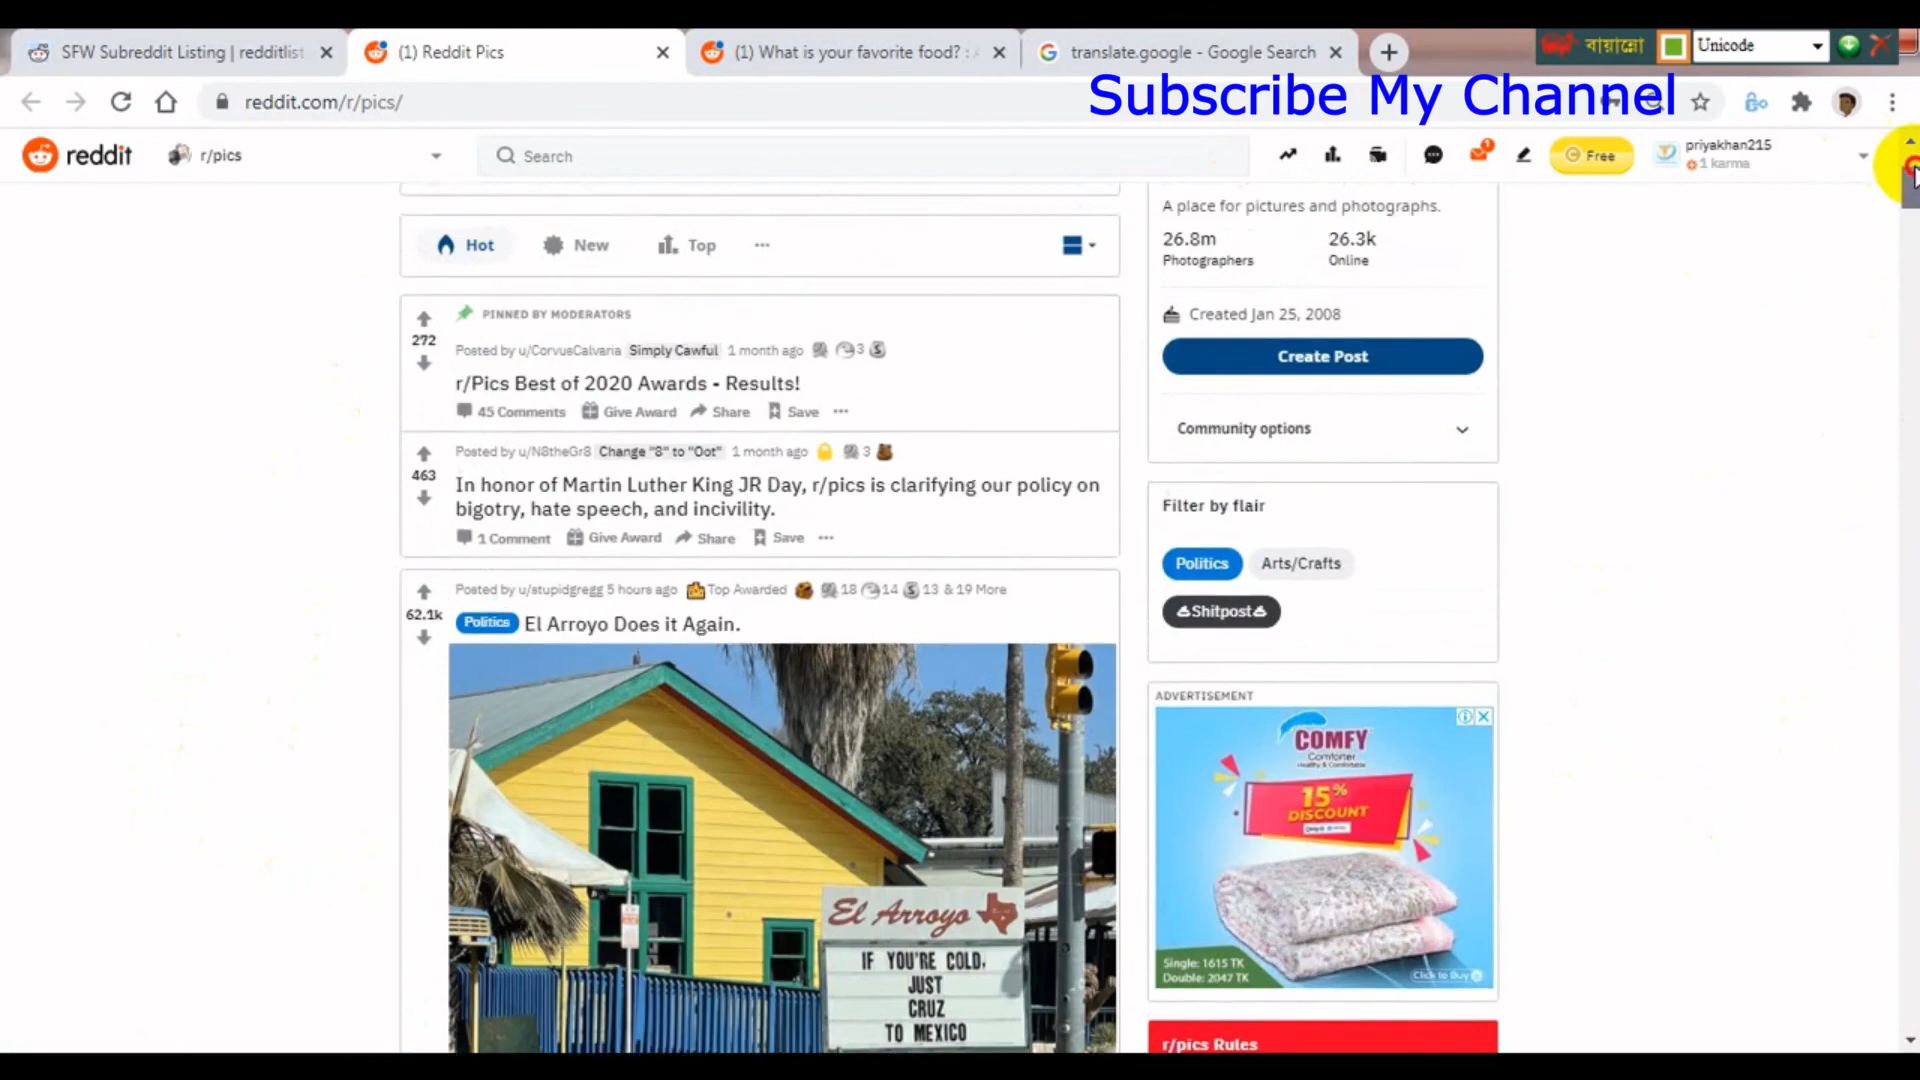 SFW Subreddit Listing | redditlist
(1) Reddit Pics
(1) What is your favorite food? :
translate.google - Google Search
বায়ান্নো
Unicode
reddit.com/r/pics/
Subscribe My Channel
reddit
r/pics
Search
Free
priyakhan215
1 karma
A place for pictures and photographs.
26.8m
26.3k
Photographers
Online
Created Jan 25, 2008
Create Post
Community options
Hot
New
Top
PINNED BY MODERATORS
272
Posted by u/CorvusCalvaria Simply Cawful 1 month ago 3
r/Pics Best of 2020 Awards - Results!
45 Comments Give Award Share Save
463
Posted by u/N8theGr8 Change "8" to "Oot" 1 month ago 3
In honor of Martin Luther King JR Day, r/pics is clarifying our policy on
bigotry, hate speech, and incivility.
1 Comment Give Award Share Save
62.1k
Posted by u/stupidgregg 5 hours ago Top Awarded 18 14 13 & 19 More
Politics El Arroyo Does it Again.
El Arroyo
IF YOU'RE COLD,
JUST
CRUZ
TO MEXICO
Filter by flair
Politics
Arts/Crafts
Shitpost
ADVERTISEMENT
COMFY
Comforter
Healthy & Comfortable
15%
DISCOUNT
Single: 1615 TK
Double: 2047 TK
Click to Buy
r/pics Rules